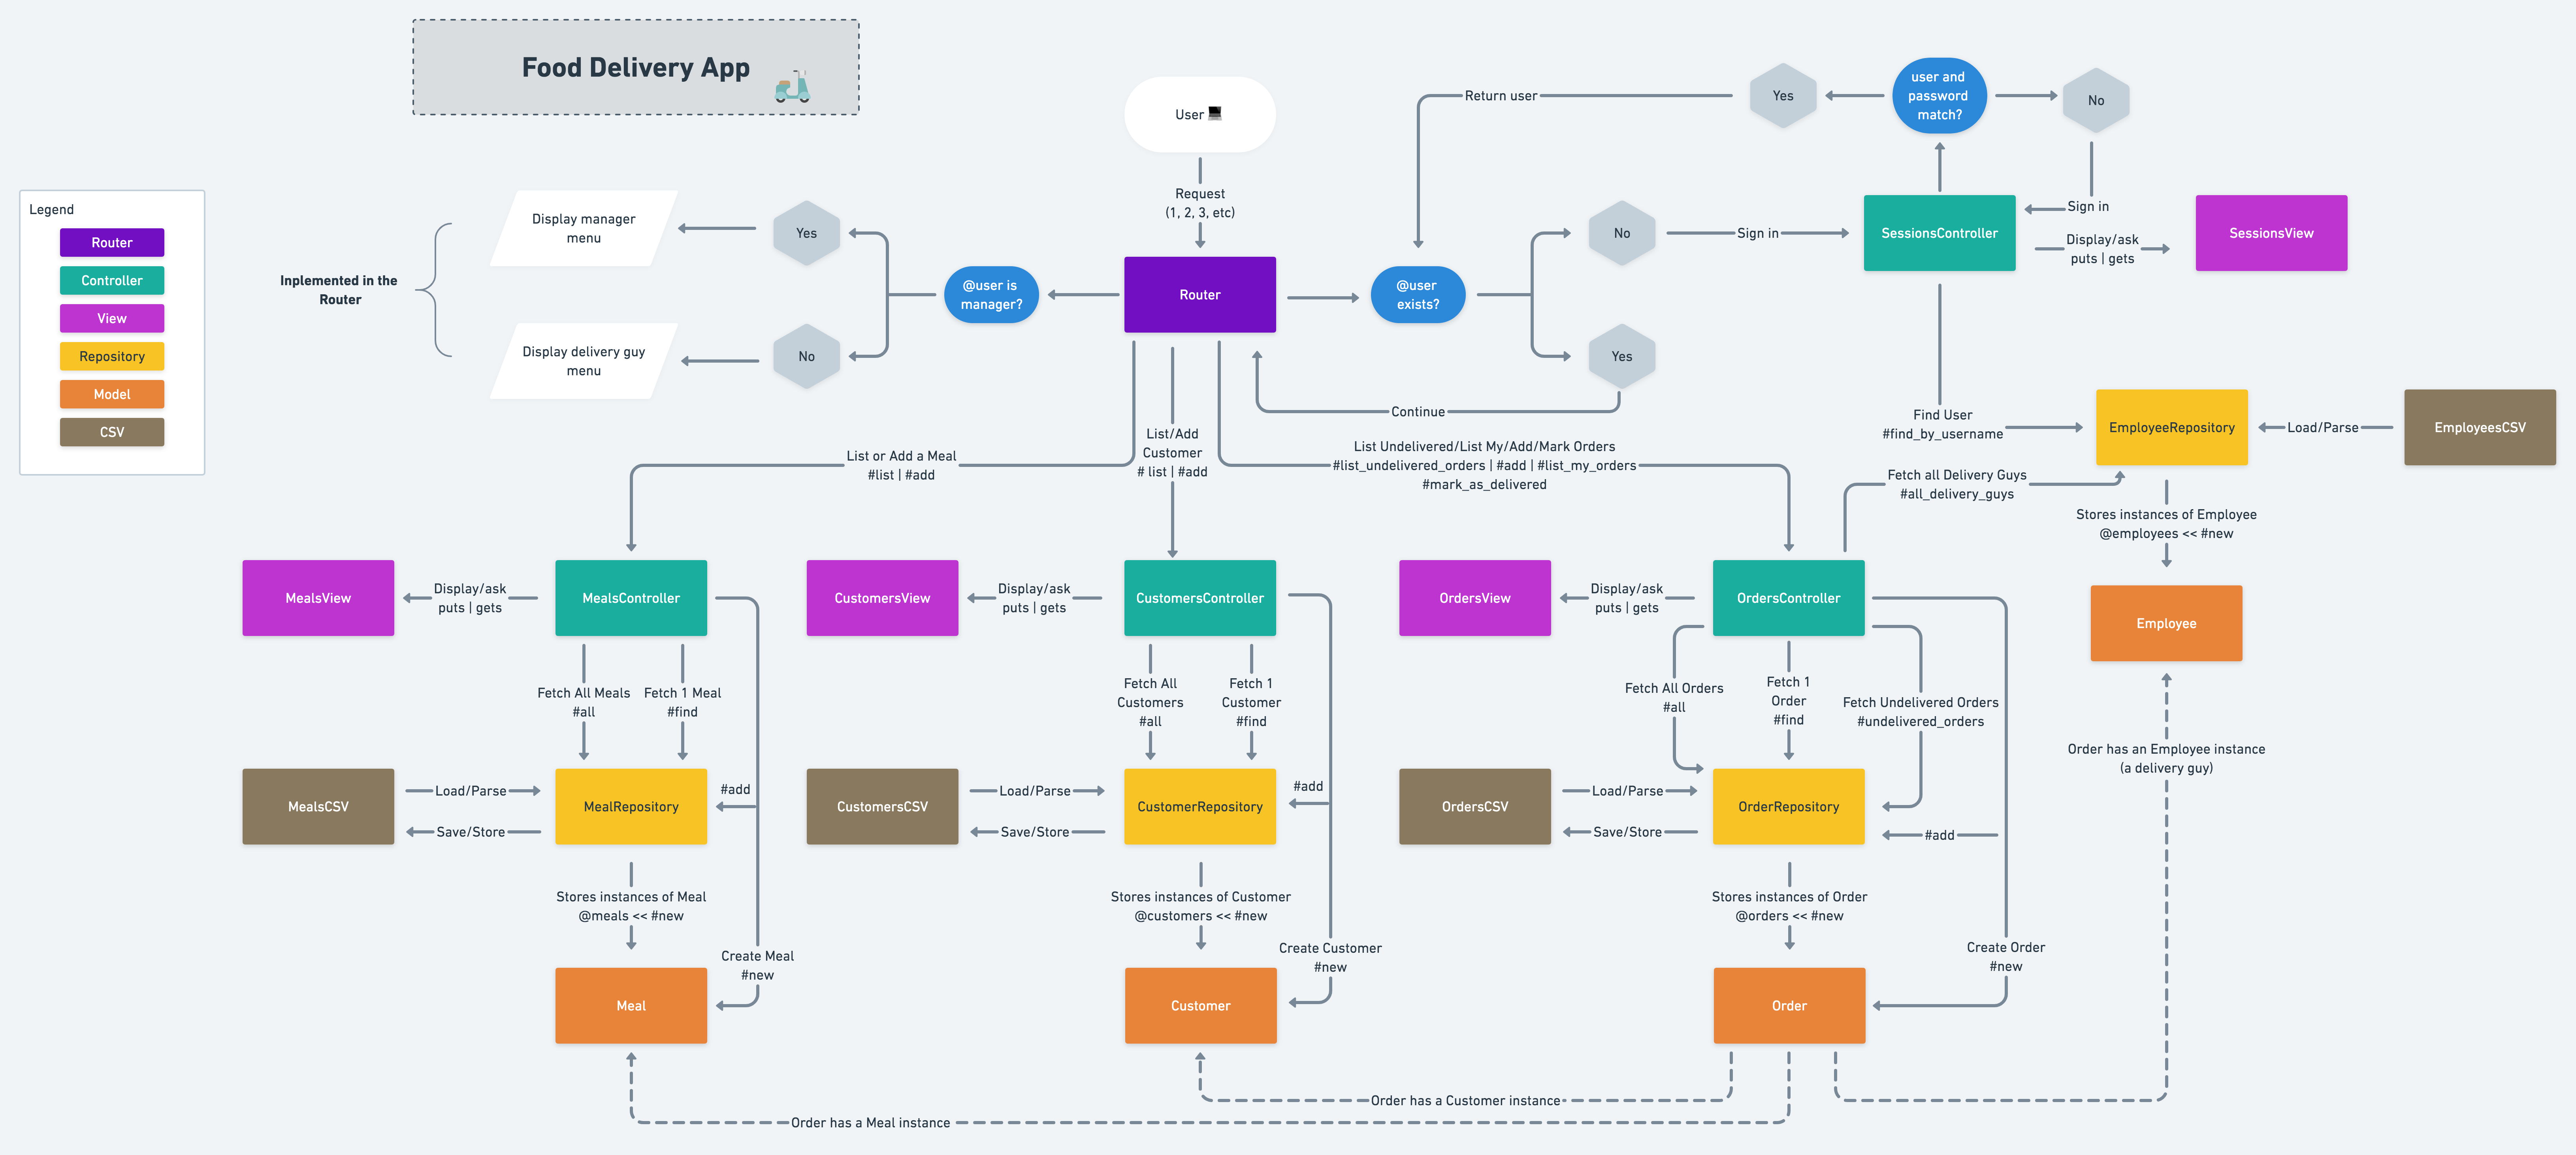 Food Delivery App
User
Request
(1, 2, 3, etc)
Return user
Yes
user and
password
match?
No
Legend
Router
Controller
View
Repository
Model
CSV
Inplemented in the
Router
Display manager
menu
Yes
Display delivery guy
menu
No
@user is
manager?
Router
@user
exists?
No
Sign in
Yes
Continue
SessionsController
Sign in
Display/ask
puts | gets
SessionsView
Find User
#find_by_username
EmployeeRepository
Load/Parse
EmployeesCSV
List or Add a Meal
#list | #add
List/Add
Customer
# list | #add
List Undelivered/List My/Add/Mark Orders
#list_undelivered_orders | #add | #list_my_orders
#mark_as_delivered
Fetch all Delivery Guys
#all_delivery_guys
Stores instances of Employee
@employees << #new
Employee
MealsView
Display/ask
puts | gets
MealsController
CustomersView
Display/ask
puts | gets
CustomersController
OrdersView
Display/ask
puts | gets
OrdersController
Fetch All Meals
#all
Fetch 1 Meal
#find
Fetch All
Customers
#all
Fetch 1
Customer
#find
Fetch All Orders
#all
Fetch 1
Order
#find
Fetch Undelivered Orders
#undelivered_orders
Order has an Employee instance
(a delivery guy)
MealsCSV
Load/Parse
Save/Store
MealRepository
#add
CustomersCSV
Load/Parse
Save/Store
CustomerRepository
#add
OrdersCSV
Load/Parse
Save/Store
OrderRepository
#add
Stores instances of Meal
@meals << #new
Create Meal
#new
Stores instances of Customer
@customers << #new
Create Customer
#new
Stores instances of Order
@orders << #new
Create Order
#new
Meal
Customer
Order
Order has a Customer instance
Order has a Meal instance